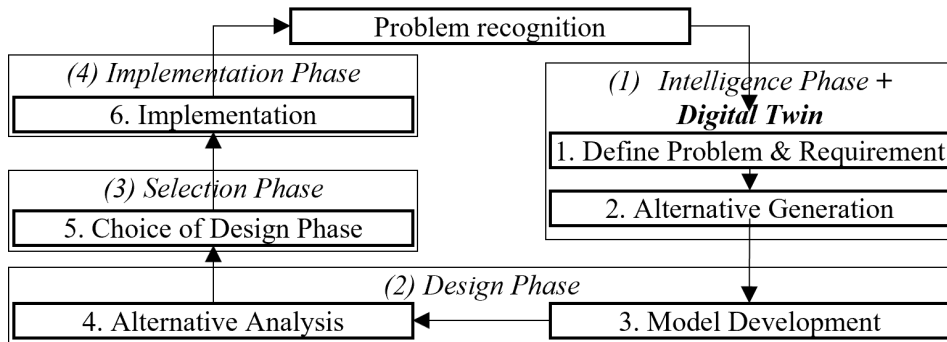 Problem recognition
(4) Implementation Phase
6. Implementation
(1) Intelligence Phase +
Digital Twin
1. Define Problem & Requirement
2. Alternative Generation
(3) Selection Phase
5. Choice of Design Phase
(2) Design Phase
4. Alternative Analysis
3. Model Development